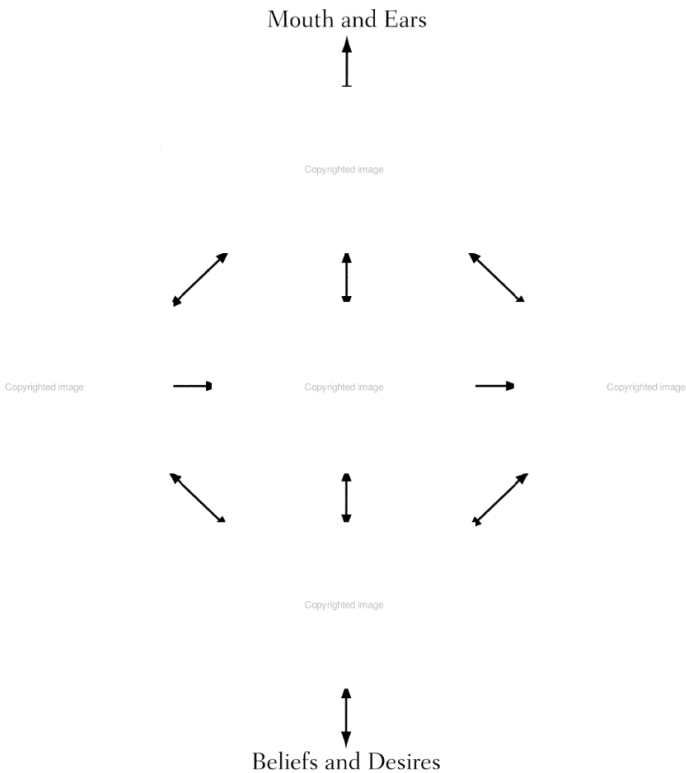 Mouth and Ears
Copyrighted image
Copyrighted image Copyrighted image Copyrighted image
Copyrighted image
Beliefs and Desires